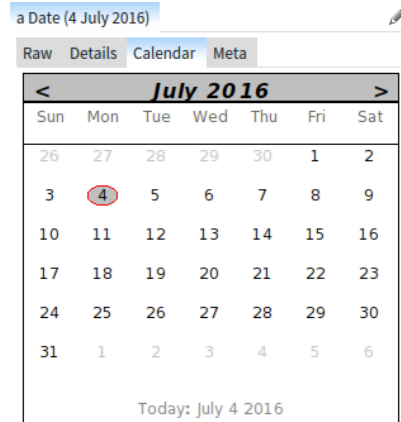 a Date (4 July 2016)
Raw Details Calendar Meta
< July 2016 >
Sun Mon Tue Wed Thu Fri Sat
26 27 28 29 30 1 2
3 4 5 6 7 8 9
10 11 12 13 14 15 16
17 18 19 20 21 22 23
24 25 26 27 28 29 30
31 1 2 3 4 5 6
Today: July 4 2016